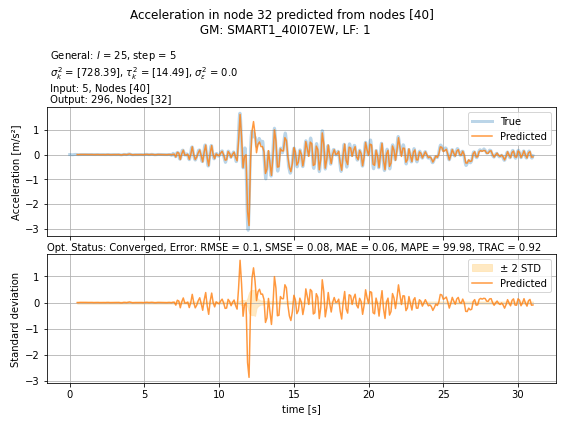 Acceleration in node 32 predicted from nodes [40]
GM: SMART1_40I07EW, LF: 1
General: l = 25, step = 5
σ²ₖ = [728.39], τ²ₖ = [14.49], σ²ε = 0.0
Input: 5, Nodes [40]
Output: 296, Nodes [32]
Acceleration [m/s²]
1
0
−1
−2
−3
True
Predicted
Opt. Status: Converged, Error: RMSE = 0.1, SMSE = 0.08, MAE = 0.06, MAPE = 99.98, TRAC = 0.92
Standard deviation
1
0
−1
−2
−3
± 2 STD
Predicted
0 5 10 15 20 25 30
time [s]